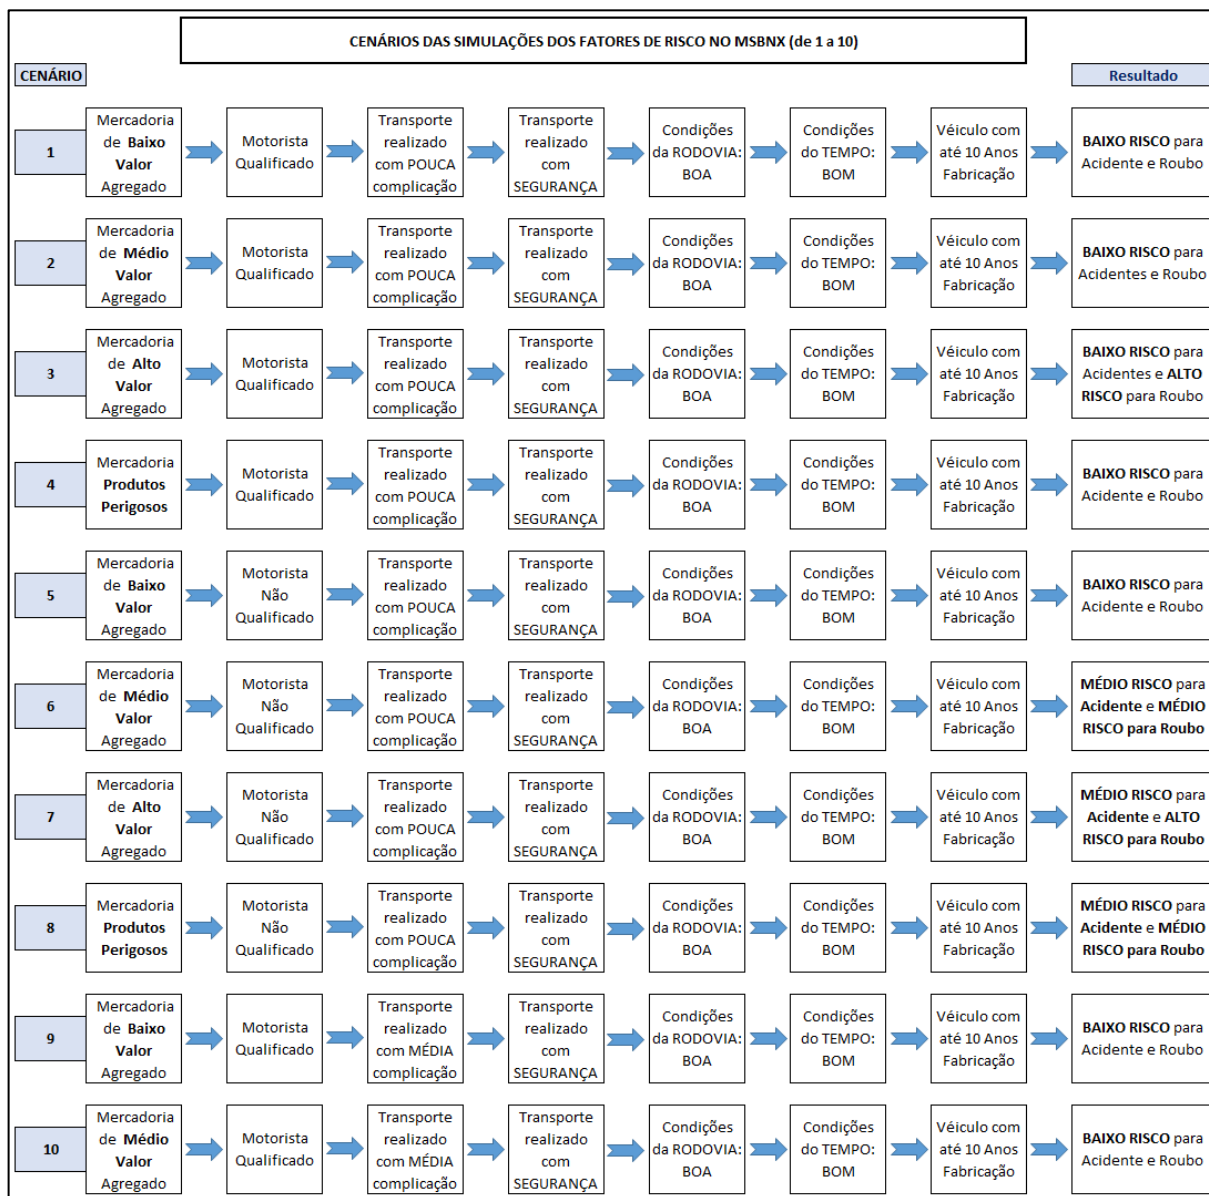 CENÁRIOS DAS SIMULAÇÕES DOS FATORES DE RISCO NO MSBNX (de 1 a 10)
CENÁRIO
Resultado
1
Mercadoria
de Baixo
Valor
Agregado
Motorista
Qualificado
Transporte
realizado
com POUCA
complicação
Transporte
realizado
com
SEGURANÇA
Condições
da RODOVIA:
BOA
Condições
do TEMPO:
BOM
Véiculo com
até 10 Anos
Fabricação
BAIXO RISCO para
Acidente e Roubo
2
Mercadoria
de Médio
Valor
Agregado
Motorista
Qualificado
Transporte
realizado
com POUCA
complicação
Transporte
realizado
com
SEGURANÇA
Condições
da RODOVIA:
BOA
Condições
do TEMPO:
BOM
Véiculo com
até 10 Anos
Fabricação
BAIXO RISCO para
Acidentes e Roubo
3
Mercadoria
de Alto
Valor
Agregado
Motorista
Qualificado
Transporte
realizado
com POUCA
complicação
Transporte
realizado
com
SEGURANÇA
Condições
da RODOVIA:
BOA
Condições
do TEMPO:
BOM
Véiculo com
até 10 Anos
Fabricação
BAIXO RISCO para
Acidentes e ALTO
RISCO para Roubo
4
Mercadoria
Produtos
Perigosos
Motorista
Qualificado
Transporte
realizado
com POUCA
complicação
Transporte
realizado
com
SEGURANÇA
Condições
da RODOVIA:
BOA
Condições
do TEMPO:
BOM
Véiculo com
até 10 Anos
Fabricação
BAIXO RISCO para
Acidente e Roubo
5
Mercadoria
de Baixo
Valor
Agregado
Motorista
Não
Qualificado
Transporte
realizado
com POUCA
complicação
Transporte
realizado
com
SEGURANÇA
Condições
da RODOVIA:
BOA
Condições
do TEMPO:
BOM
Véiculo com
até 10 Anos
Fabricação
BAIXO RISCO para
Acidente e Roubo
6
Mercadoria
de Médio
Valor
Agregado
Motorista
Não
Qualificado
Transporte
realizado
com POUCA
complicação
Transporte
realizado
com
SEGURANÇA
Condições
da RODOVIA:
BOA
Condições
do TEMPO:
BOM
Véiculo com
até 10 Anos
Fabricação
MÉDIO RISCO para
Acidente e MÉDIO
RISCO para Roubo
7
Mercadoria
de Alto
Valor
Agregado
Motorista
Não
Qualificado
Transporte
realizado
com POUCA
complicação
Transporte
realizado
com
SEGURANÇA
Condições
da RODOVIA:
BOA
Condições
do TEMPO:
BOM
Véiculo com
até 10 Anos
Fabricação
MÉDIO RISCO para
Acidente e ALTO
RISCO para Roubo
8
Mercadoria
Produtos
Perigosos
Motorista
Não
Qualificado
Transporte
realizado
com POUCA
complicação
Transporte
realizado
com
SEGURANÇA
Condições
da RODOVIA:
BOA
Condições
do TEMPO:
BOM
Véiculo com
até 10 Anos
Fabricação
MÉDIO RISCO para
Acidente e MÉDIO
RISCO para Roubo
9
Mercadoria
de Baixo
Valor
Agregado
Motorista
Qualificado
Transporte
realizado
com MÉDIA
complicação
Transporte
realizado
com
SEGURANÇA
Condições
da RODOVIA:
BOA
Condições
do TEMPO:
BOM
Véiculo com
até 10 Anos
Fabricação
BAIXO RISCO para
Acidente e Roubo
10
Mercadoria
de Médio
Valor
Agregado
Motorista
Qualificado
Transporte
realizado
com MÉDIA
complicação
Transporte
realizado
com
SEGURANÇA
Condições
da RODOVIA:
BOA
Condições
do TEMPO:
BOM
Véiculo com
até 10 Anos
Fabricação
BAIXO RISCO para
Acidente e Roubo